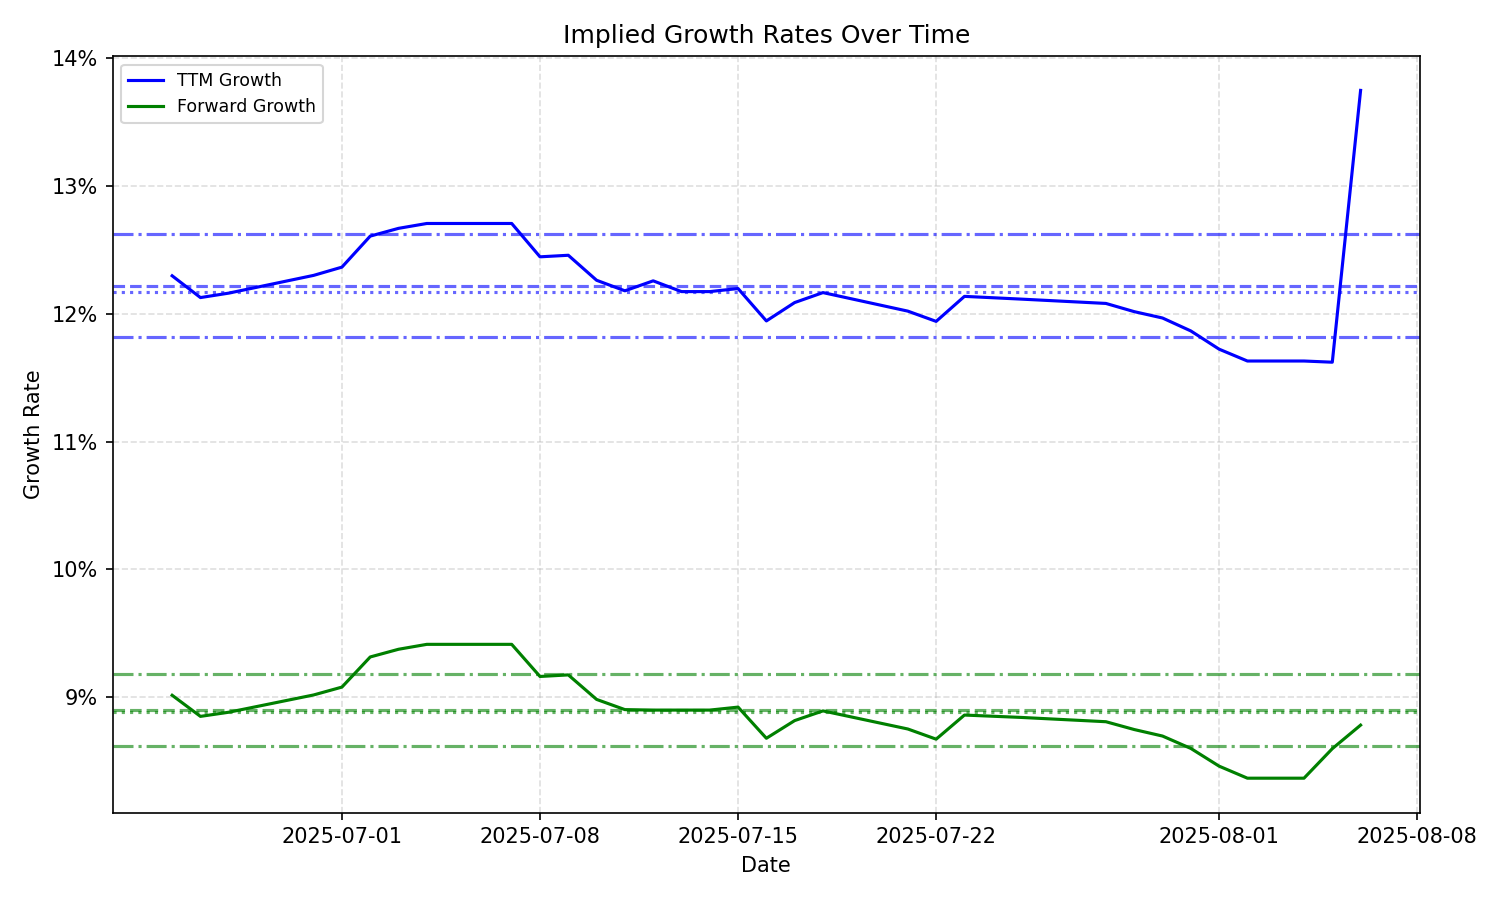 Implied Growth Rates Over Time
TTM Growth
Forward Growth
14%
13%
12%
11%
10%
9%
Growth Rate
2025-07-01 2025-07-08 2025-07-15 2025-07-22 2025-08-01 2025-08-08
Date